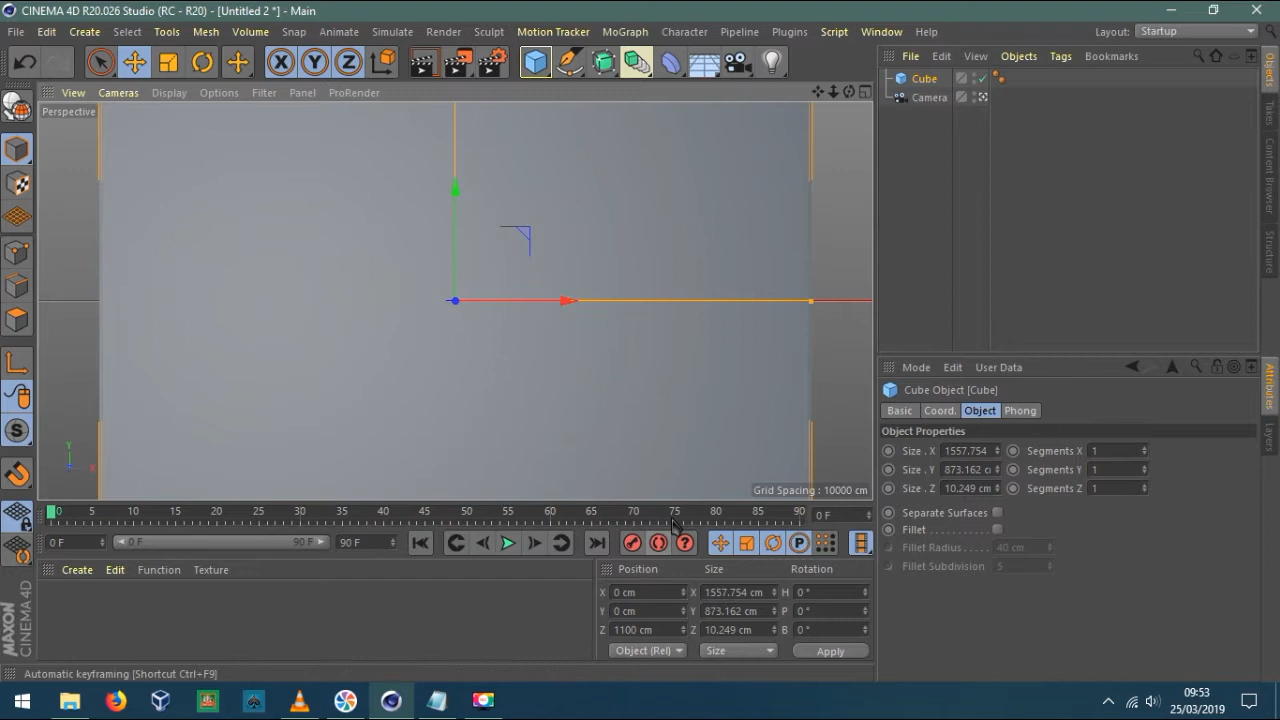 CINEMA 4D R20.026 Studio (RC - R20) - [Untitled 2 *] - Main
File Edit Create Select Tools Mesh Volume Snap Animate Simulate Render Sculpt Motion Tracker MoGraph Character Pipeline Plugins Script Window Help Layout: Startup
X Y Z
File Edit View Objects Tags Bookmarks
View Cameras Display Options Filter Panel ProRender
Cube
Camera
Perspective
Objects
Takes
Content Browser
Structure
Y
X
Grid Spacing : 10000 cm
Mode Edit User Data
Cube Object [Cube]
Basic Coord. Object Phong
Object Properties
Size . X 1557.754 Segments X 1
Size . Y 873.162 c Segments Y 1
Size . Z 10.249 cm Segments Z 1
Separate Surfaces
Fillet
Fillet Radius 40 cm
Fillet Subdivision 5
Attributes
Layers
0 5 10 15 20 25 30 35 40 45 50 55 60 65 70 75 80 85 90 0 F
0 F 0 F 90 F 90 F P
Create Edit Function Texture
Position Size Rotation
X 0 cm X 1557.754 cm H 0 °
Y 0 cm Y 873.162 cm P 0 °
Z 1100 cm Z 10.249 cm B 0 °
Object (Rel) Size Apply
MAXON
CINEMA 4D
Automatic keyframing [Shortcut Ctrl+F9]
09:53
25/03/2019